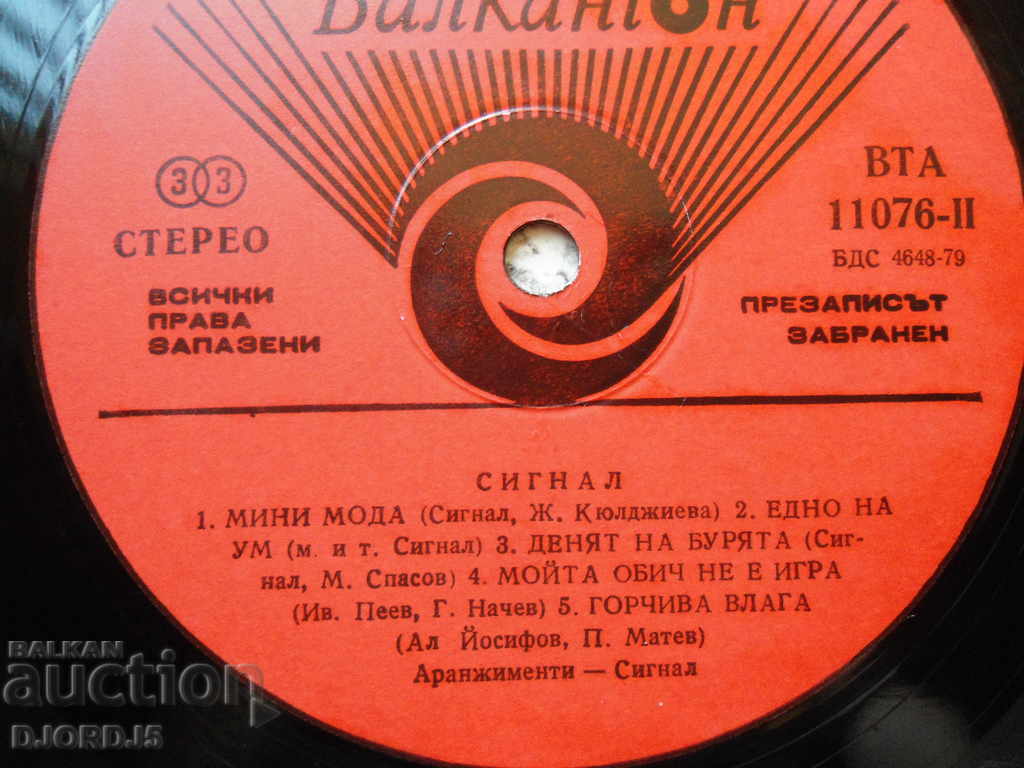 Балкантон
33
СТЕРЕО
ВСИЧКИ
ПРАВА
ЗАПАЗЕНИ
ВТА
11076-II
БДС 4648-79
ПРЕЗАПИСЪТ
ЗАБРАНЕН
СИГНАЛ
1. МИНИ МОДА (Сигнал, Ж. Кюлджиева) 2. ЕДНО НА
УМ (м. и т. Сигнал) 3. ДЕНЯТ НА БУРЯТА (Сиг-
нал, М. Спасов) 4. МОЙТА ОБИЧ НЕ Е ИГРА
(Ив. Пеев, Г. Начев) 5. ГОРЧИВА ВЛАГА
(Ал Йосифов, П. Матев)
Аранжименти — Сигнал
BALKAN
auction
DJORDJ5